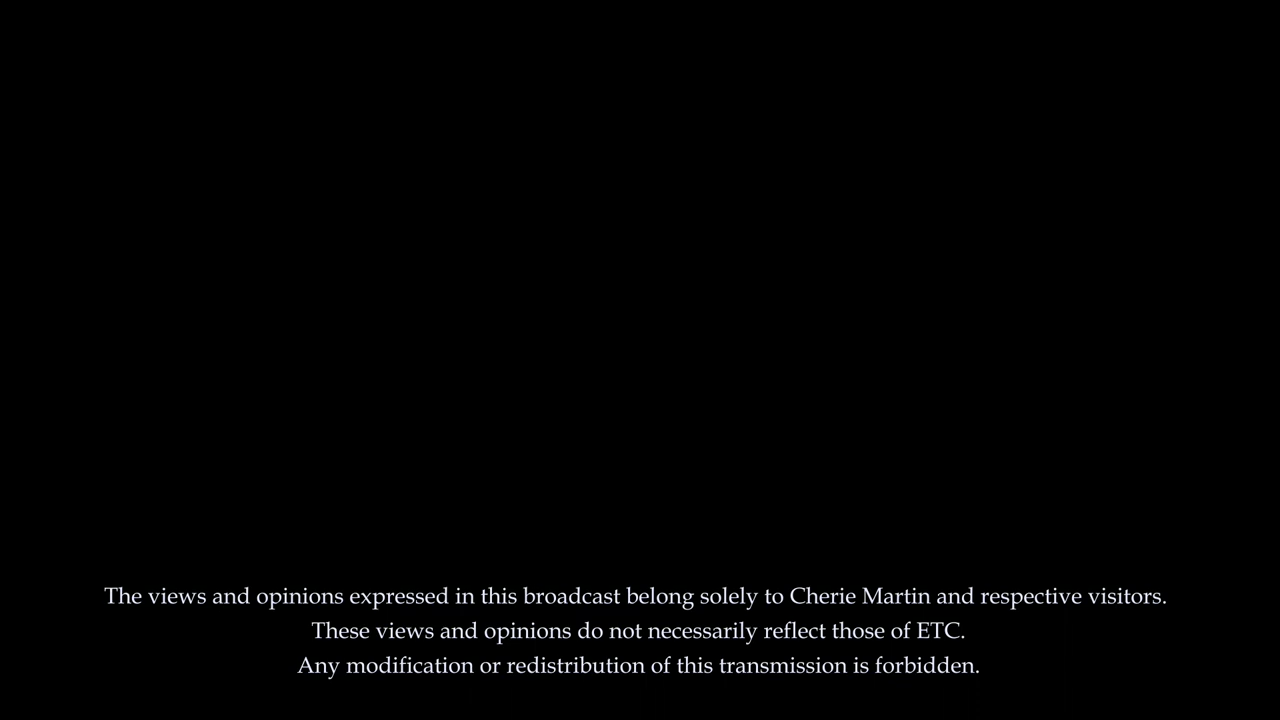 The views and opinions expressed in this broadcast belong solely to Cherie Martin and respective visitors.
These views and opinions do not necessarily reflect those of ETC.
Any modification or redistribution of this transmission is forbidden.